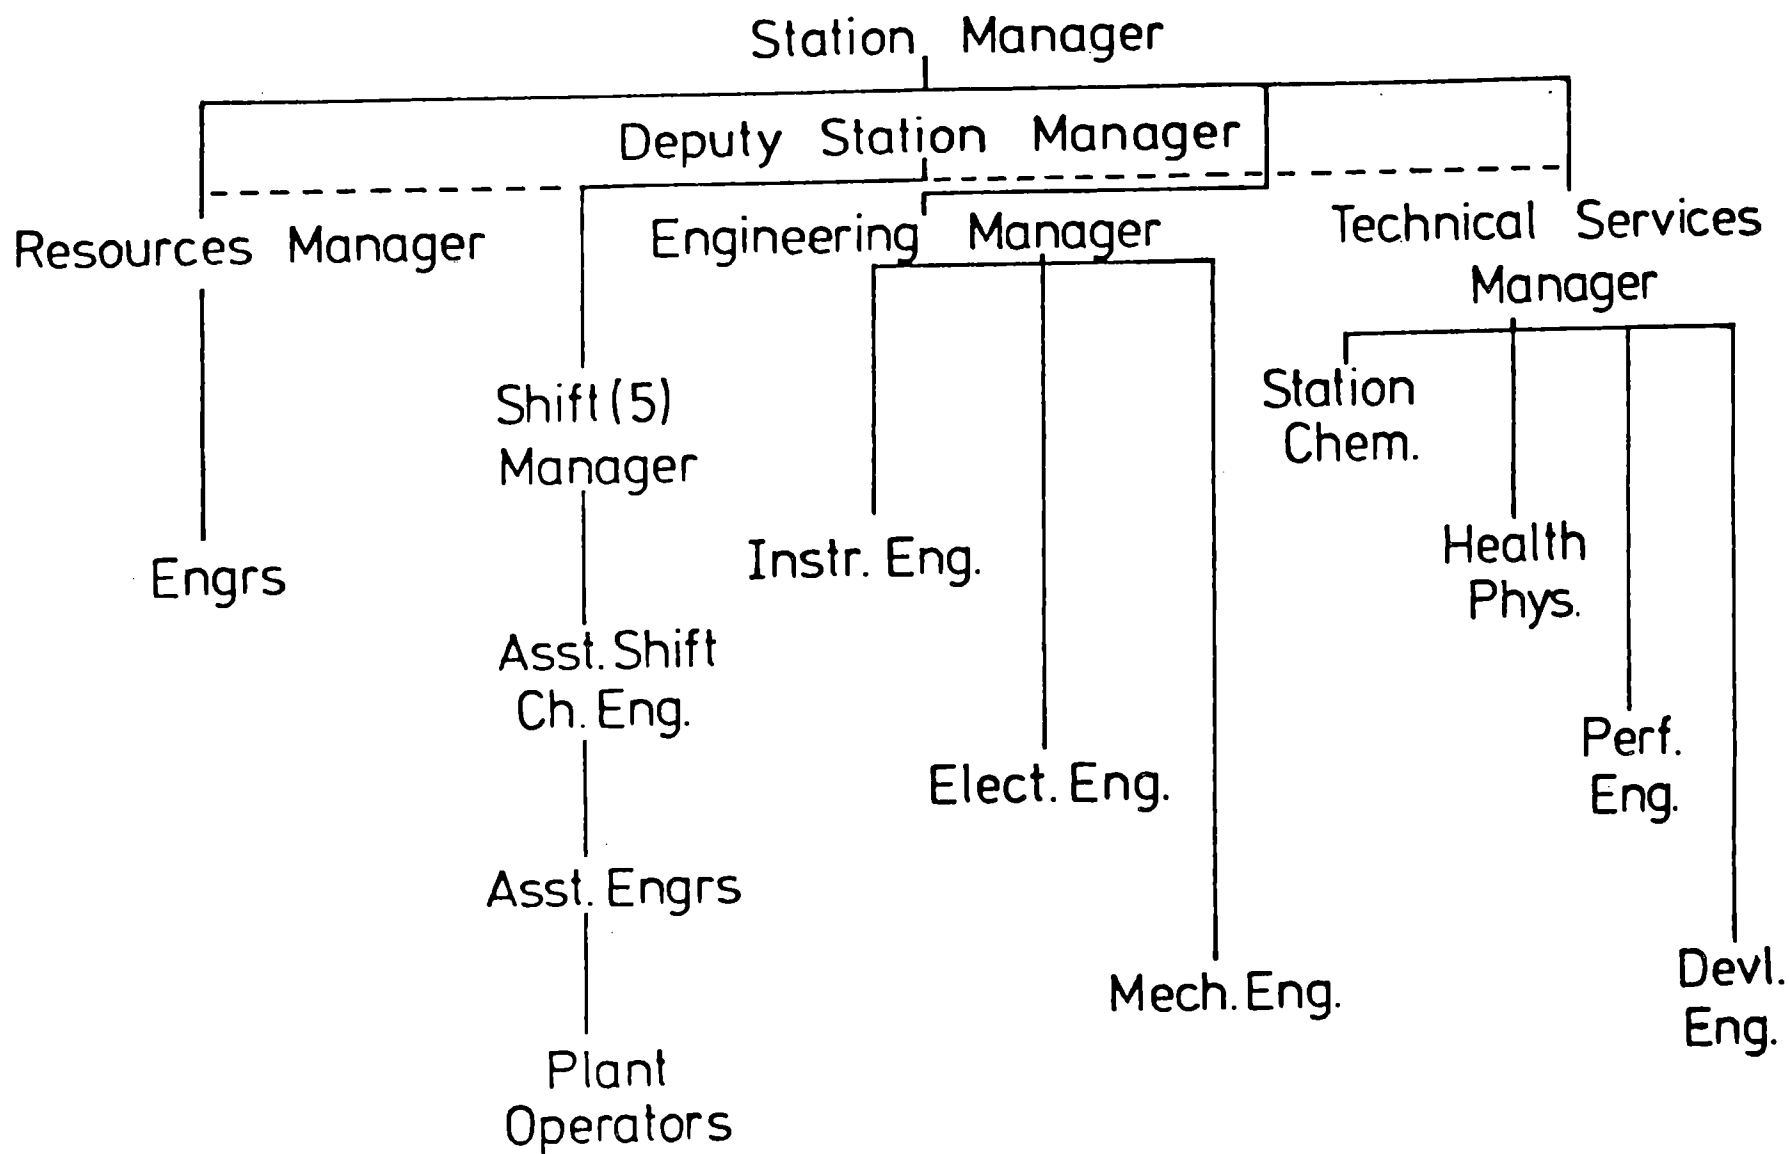 Station Manager
Deputy Station Manager
Resources Manager
Engineering Manager
Technical Services
Manager
Shift (5)
Manager
Station
Chem.
Instr. Eng.
Health
Phys.
Engrs
Asst. Shift
Ch. Eng.
Elect. Eng.
Perf.
Eng.
Asst. Engrs
Mech. Eng.
Devl.
Eng.
Plant
Operators